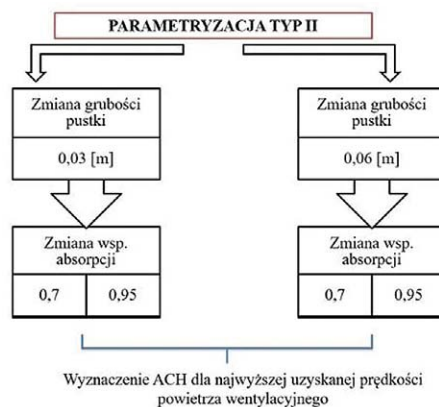 PARAMETRYZACJA TYP II
Zmiana grubości
pustki
0,03 [m]
Zmiana wsp.
absorpcji
0,7
0,95
Zmiana grubości
pustki
0,06 [m]
Zmiana wsp.
absorpcji
0,7
0,95
Wyznaczenie ACH dla najwyższej uzyskanej prędkości
powietrza wentylacyjnego